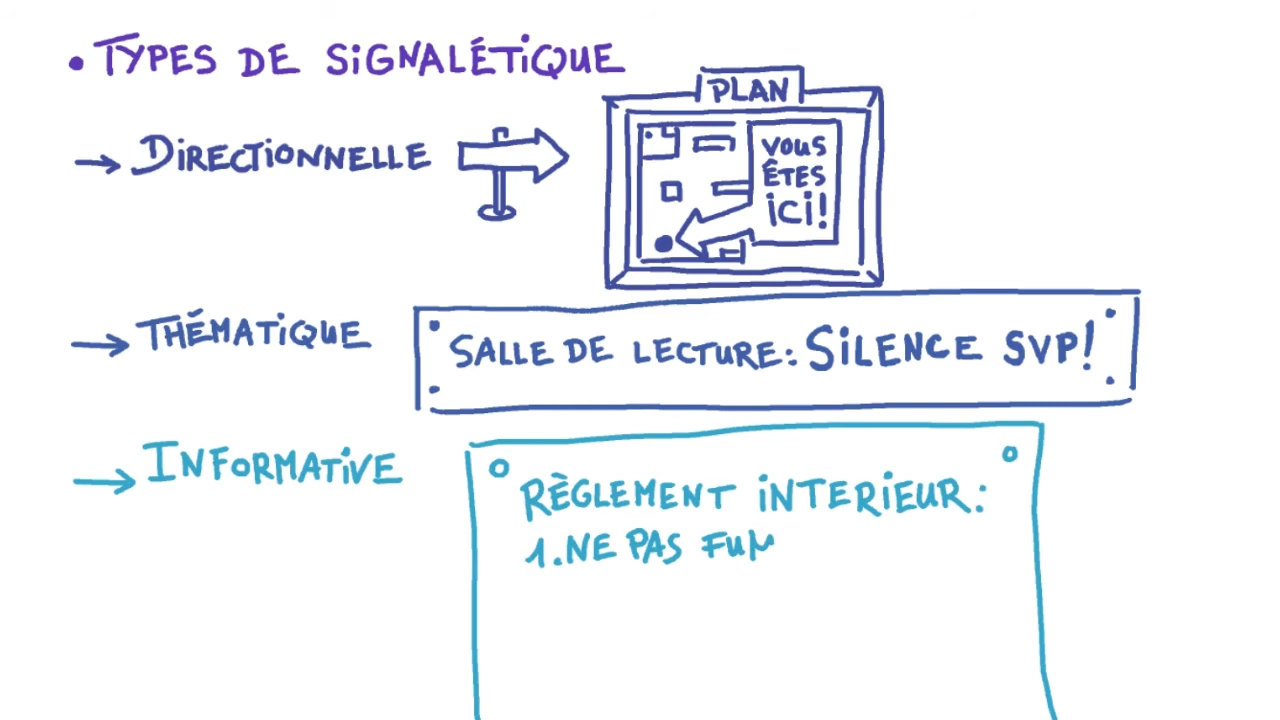 • TYPES DE SIGNALÉTIQUE
→ DIRECTIONNELLE
PLAN
VOUS
ÊTES
ICI!
→ THÉMATIQUE
SALLE DE LECTURE: SILENCE SVP!
→ INFORMATIVE
RÈGLEMENT INTERIEUR:
1. NE PAS FUM